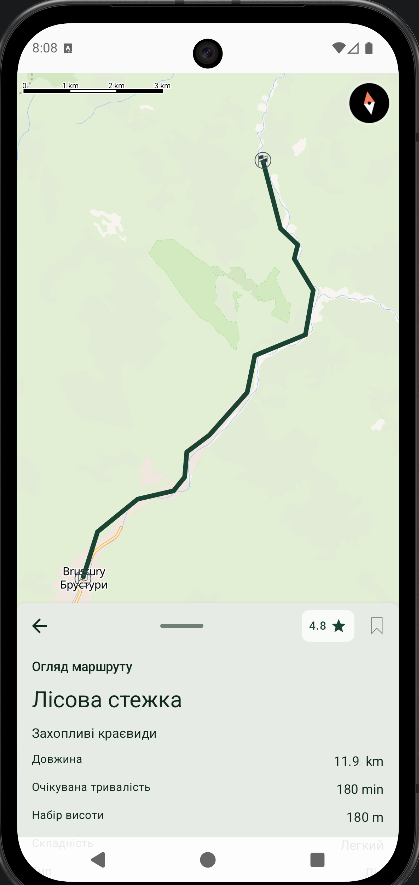 8:08
0. 1 km 2 km 3 km
Brustury
Брустури
4.8
Огляд маршруту
Лісова стежка
Захопливі краєвиди
Довжина 11.9 km
Очікувана тривалість 180 min
Набір висоти 180 m
Складність Легкий